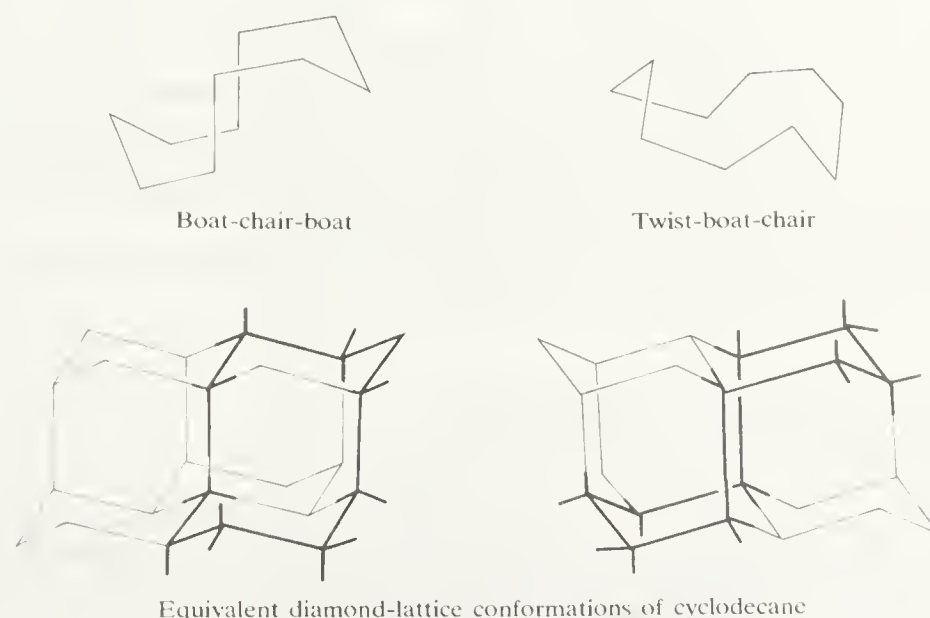 Boat-chair-boat
Twist-boat-chair
Equivalent diamond-lattice conformations of cyclodecane